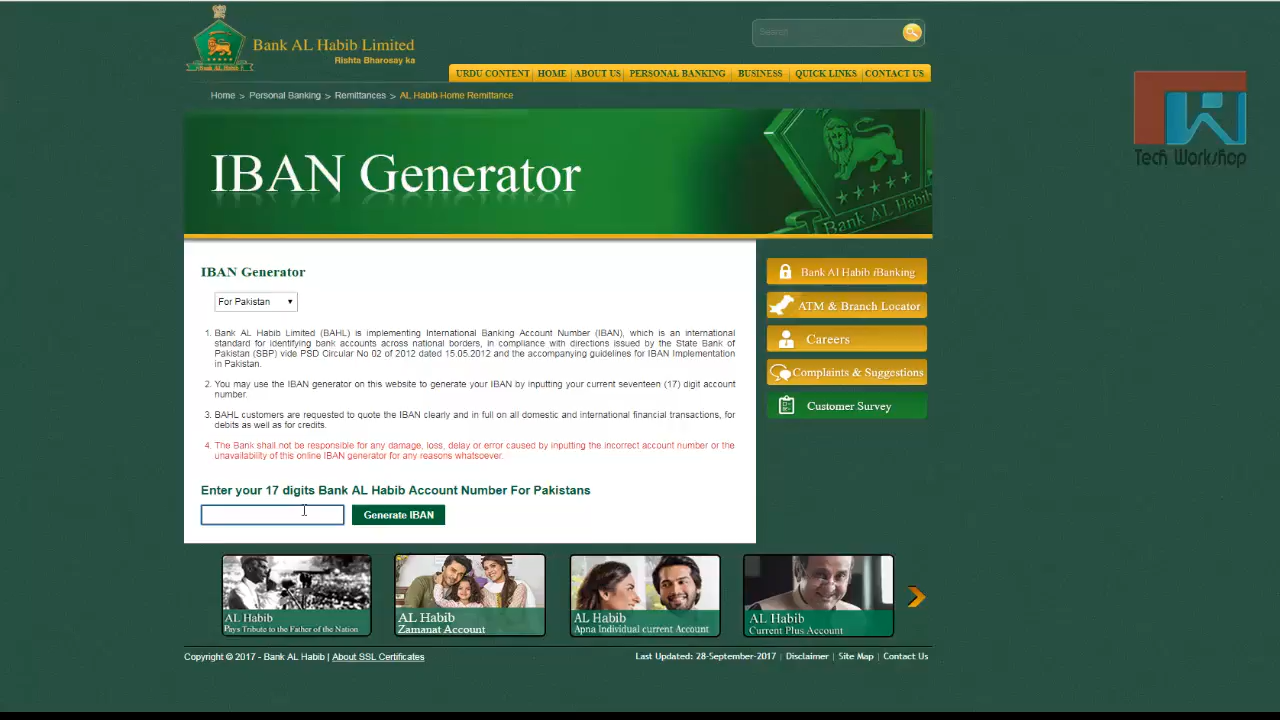 Bank AL Habib Limited
Rishta Bharosay ka
Search
URDU CONTENT HOME ABOUT US PERSONAL BANKING BUSINESS QUICK LINKS CONTACT US
Home > Personal Banking > Remittances > AL Habib Home Remittance
Tech Workshop
IBAN Generator
Bank AL Habib
IBAN Generator
For Pakistan
1. Bank AL Habib Limited (BAHL) is implementing International Banking Account Number (IBAN), which is an international
standard for identifying bank accounts across national borders, in compliance with directions issued by the State Bank of
Pakistan (SBP) vide PSD Circular No 02 of 2012 dated 15.05.2012 and the accompanying guidelines for IBAN Implementation
in Pakistan.
2. You may use the IBAN generator on this website to generate your IBAN by inputting your current seventeen (17) digit account
number.
3. BAHL customers are requested to quote the IBAN clearly and in full on all domestic and international financial transactions, for
debits as well as for credits.
4. The Bank shall not be responsible for any damage, loss, delay or error caused by inputting the incorrect account number or the
unavailability of this online IBAN generator for any reasons whatsoever.
Enter your 17 digits Bank AL Habib Account Number For Pakistans
Generate IBAN
Bank Al Habib iBanking
ATM & Branch Locator
Careers
Complaints & Suggestions
Customer Survey
AL Habib
Pays Tribute to the Father of the Nation
AL Habib
Zamanat Account
AL Habib
Apna Individual current Account
AL Habib
Current Plus Account
Copyright © 2017 - Bank AL Habib | About SSL Certificates
Last Updated: 28-September-2017 | Disclaimer | Site Map | Contact Us